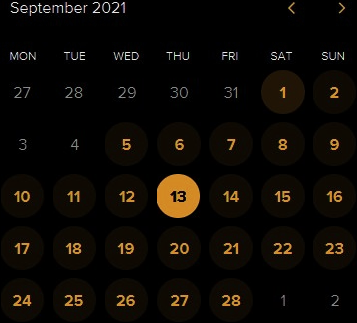 September 2021
MON TUE WED THU FRI SAT SUN
27 28 29 30 31 1 2
3 4 5 6 7 8 9
10 11 12 13 14 15 16
17 18 19 20 21 22 23
24 25 26 27 28 1 2